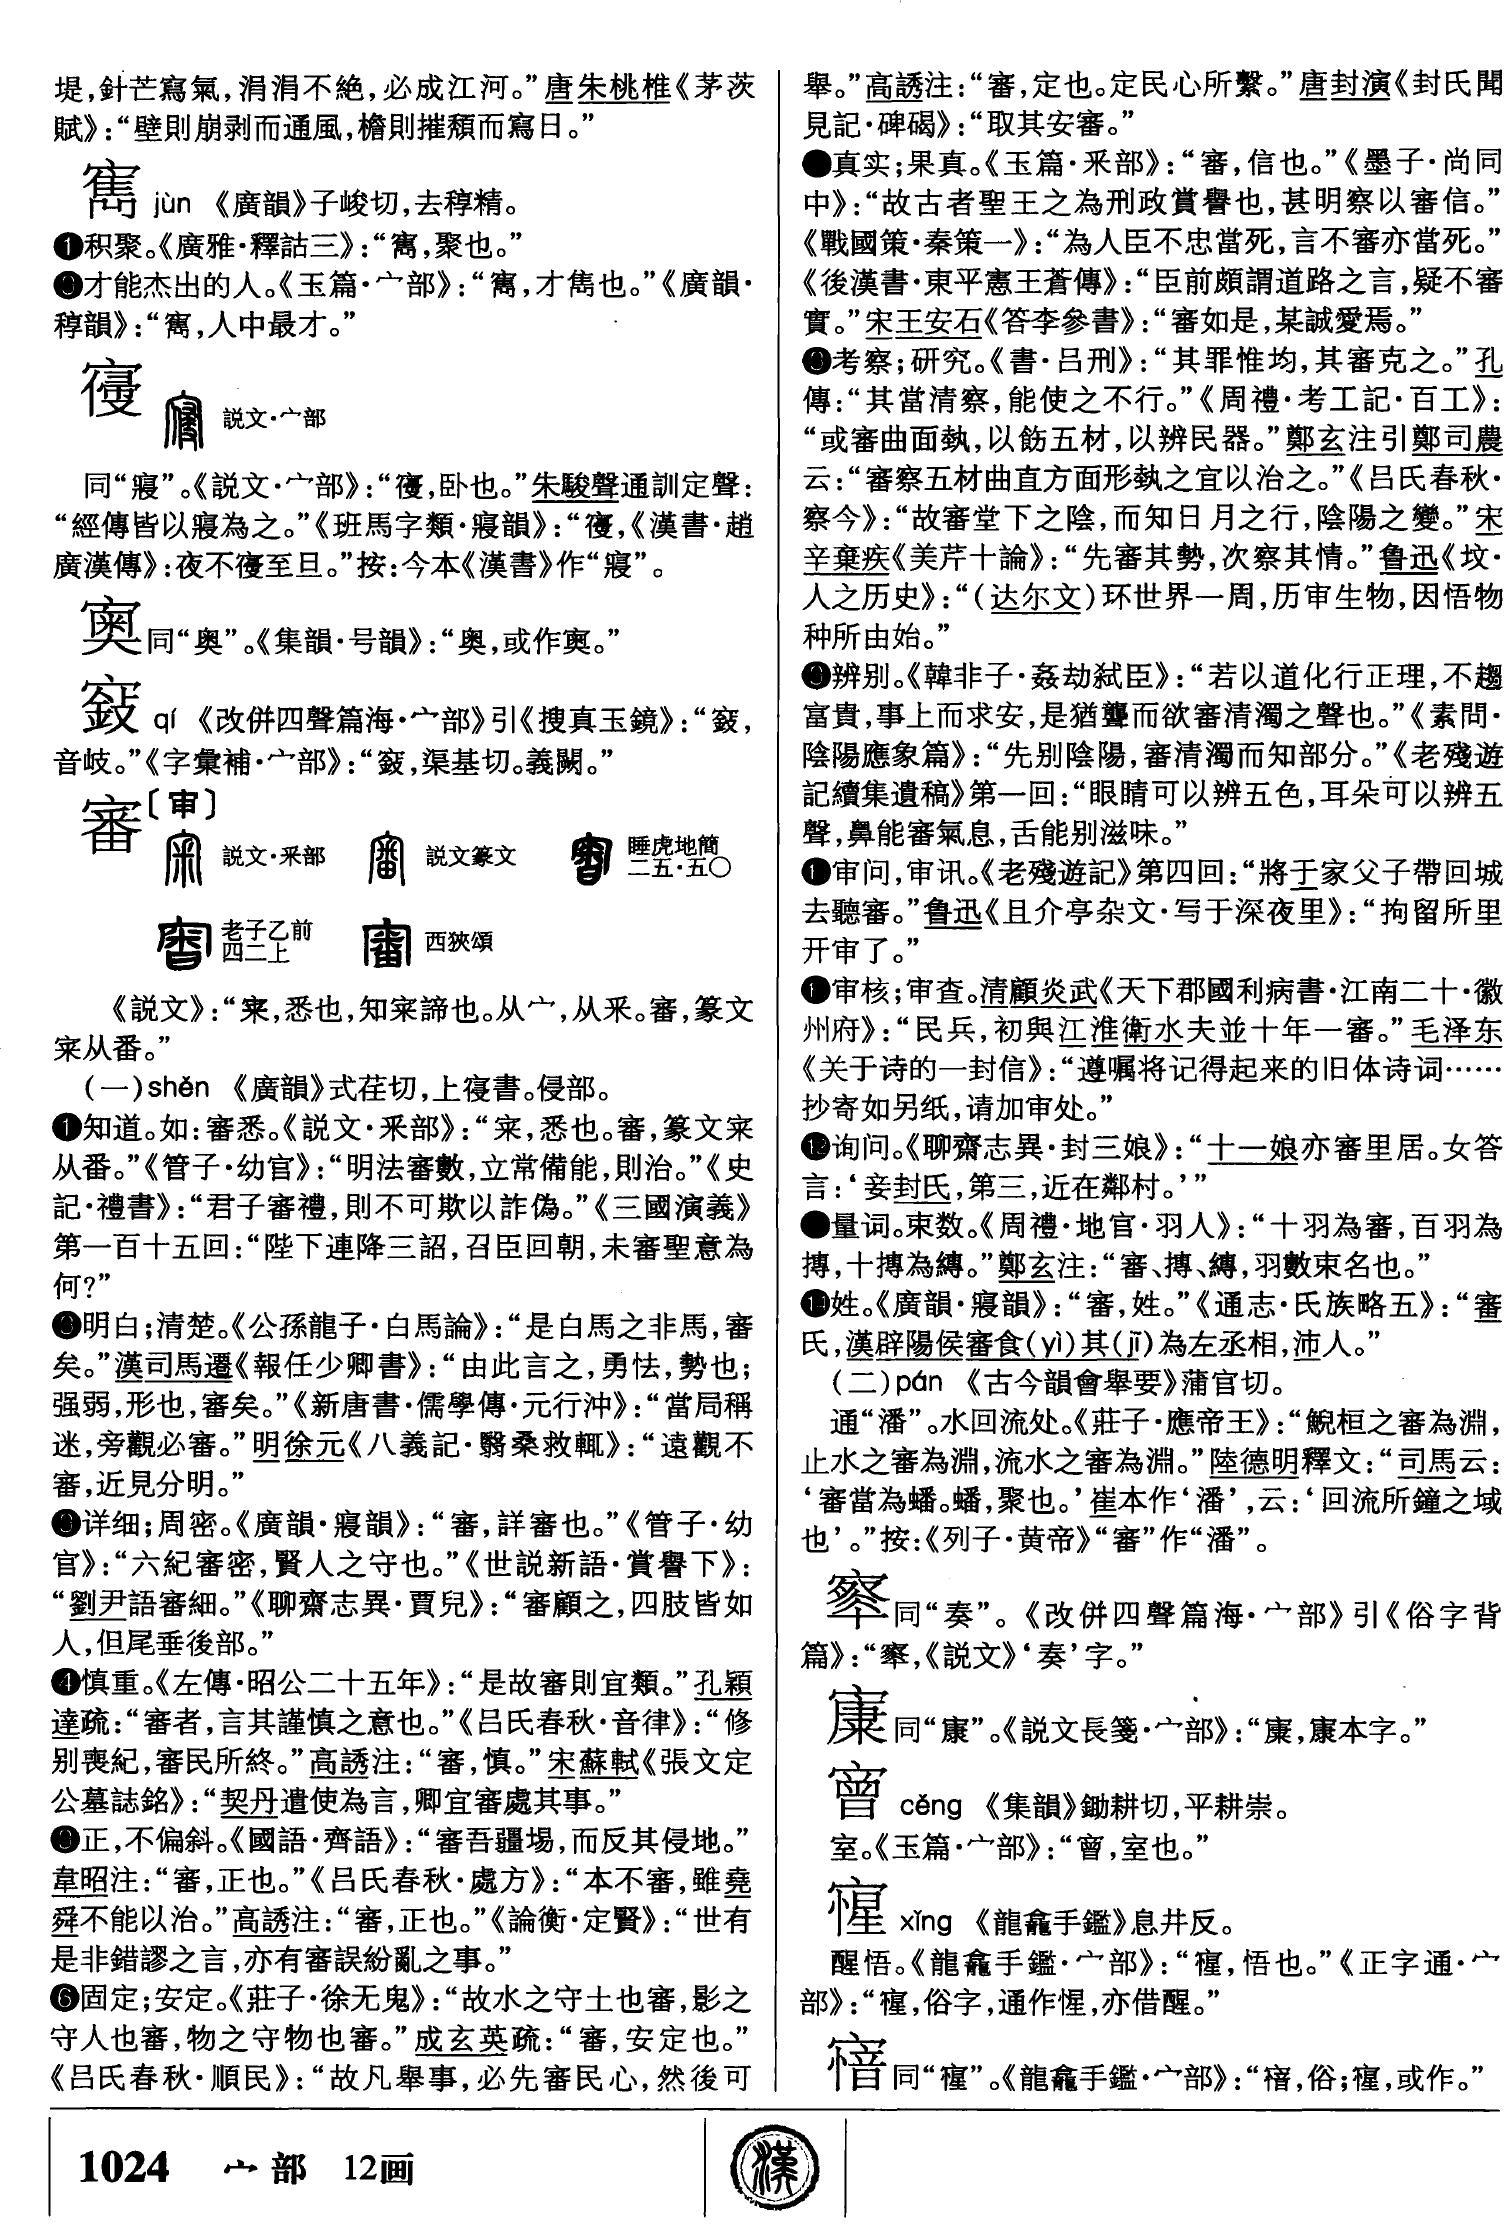 堤，針芒寫氣，涓涓不絶，必成江河。”唐朱桃椎《茅茨
賦》：“壁則崩剥而通風，檐則摧頹而寫日。”
寯 jùn 《廣韻》子峻切，去稕精。
❶积聚。《廣雅·釋詁三》：“寯，聚也。”
才能杰出的人。《玉篇·宀部》：“寯，才雋也。”《廣韻·
稕韻》：“寯，人中最才。”
説文·宀部
同“寢”。《説文·宀部》：“，卧也。”朱駿聲通訓定聲：
“經傳皆以寢為之。”《班馬字類·寢韻》：“，《漢書·趙
廣漢傳》：夜不至旦。”按：今本《漢書》作“寢”。
同“奥”。《集韻·号韻》：“奥，或作。”
qí 《改併四聲篇海·宀部》引《搜真玉鏡》：“，
音岐。”《字彙補·宀部》：“，渠基切。義闕。”
審〔审〕
説文·釆部 説文篆文 睡虎地簡二五·五〇
老子乙前四二上 西狹頌
《説文》：“宷，悉也，知宷諦也。从宀，从釆。審，篆文
宷从番。”
（一）shěn 《廣韻》式荏切，上寑書。侵部。
❶知道。如：審悉。《説文·釆部》：“宷，悉也。審，篆文宷
从番。”《管子·幼官》：“明法審數，立常備能，則治。”《史
記·禮書》：“君子審禮，則不可欺以詐偽。”《三國演義》
第一百十五回：“陛下連降三詔，召臣回朝，未審聖意為
何？”
明白；清楚。《公孫龍子·白馬論》：“是白馬之非馬，審
矣。”漢司馬遷《報任少卿書》：“由此言之，勇怯，勢也；
强弱，形也，審矣。”《新唐書·儒學傳·元行沖》：“當局稱
迷，旁觀必審。”明徐元《八義記·翳桑救輒》：“遠觀不
審，近見分明。”
详细；周密。《廣韻·寢韻》：“審，詳審也。”《管子·幼
官》：“六紀審密，賢人之守也。”《世説新語·賞譽下》：
“劉尹語審細。”《聊齋志異·賈兒》：“審顧之，四肢皆如
人，但尾垂後部。”
❹慎重。《左傳·昭公二十五年》：“是故審則宜類。”孔穎
達疏：“審者，言其謹慎之意也。”《吕氏春秋·音律》：“修
别喪紀，審民所終。”高誘注：“審，慎。”宋蘇軾《張文定
公墓誌銘》：“契丹遣使為言，卿宜審處其事。”
正，不偏斜。《國語·齊語》：“審吾疆埸，而反其侵地。”
韋昭注：“審，正也。”《吕氏春秋·處方》：“本不審，雖堯
舜不能以治。”高誘注：“審，正也。”《論衡·定賢》：“世有
是非錯謬之言，亦有審誤紛亂之事。”
❻固定；安定。《莊子·徐无鬼》：“故水之守土也審，影之
守人也審，物之守物也審。”成玄英疏：“審，安定也。”
《吕氏春秋·順民》：“故凡舉事，必先審民心，然後可
舉。”高誘注：“審，定也。定民心所繫。”唐封演《封氏聞
見記·碑碣》：“取其安審。”
●真实；果真。《玉篇·釆部》：“審，信也。”《墨子·尚同
中》：“故古者聖王之為刑政賞譽也，甚明察以審信。”
《戰國策·秦策一》：“為人臣不忠當死，言不審亦當死。”
《後漢書·東平憲王蒼傳》：“臣前頗謂道路之言，疑不審
實。”宋王安石《答李參書》：“審如是，某誠愛焉。”
考察；研究。《書·吕刑》：“其罪惟均，其審克之。”孔
傳：“其當清察，能使之不行。”《周禮·考工記·百工》：
“或審曲面埶，以飭五材，以辨民器。”鄭玄注引鄭司農
云：“審察五材曲直方面形埶之宜以治之。”《吕氏春秋·
察今》：“故審堂下之陰，而知日月之行，陰陽之變。”宋
辛棄疾《美芹十論》：“先審其勢，次察其情。”鲁迅《坟·
人之历史》：“（达尔文）环世界一周，历审生物，因悟物
种所由始。”
辨别。《韓非子·姦劫弑臣》：“若以道化行正理，不趨
富貴，事上而求安，是猶聾而欲審清濁之聲也。”《素問·
陰陽應象篇》：“先别陰陽，審清濁而知部分。”《老殘遊
記續集遺稿》第一回：“眼睛可以辨五色，耳朵可以辨五
聲，鼻能審氣息，舌能别滋味。”
审问，审讯。《老殘遊記》第四回：“將于家父子帶回城
去聽審。”鲁迅《且介亭杂文·写于深夜里》：“拘留所里
开审了。”
审核；审查。清顧炎武《天下郡國利病書·江南二十·徽
州府》：“民兵，初與江淮衛水夫並十年一審。”毛泽东
《关于诗的一封信》：“遵嘱将记得起来的旧体诗词……
抄寄如另纸，请加审处。”
⓬询问。《聊齋志異·封三娘》：“十一娘亦審里居。女答
言：‘妾封氏，第三，近在鄰村。’”
●量词。束数。《周禮·地官·羽人》：“十羽為審，百羽為
摶，十摶為縳。”鄭玄注：“審、摶、縳，羽數束名也。”
⓮姓。《廣韻·寢韻》：“審，姓。”《通志·氏族略五》：“審
氏，漢辟陽侯審食（yì）其（jī）為左丞相，沛人。”
（二）pán 《古今韻會舉要》蒲官切。
通“潘”。水回流处。《莊子·應帝王》：“鯢桓之審為淵，
止水之審為淵，流水之審為淵。”陸德明釋文：“司馬云：
‘審當為蟠。蟠，聚也。’崔本作‘潘’，云：‘回流所鐘之域
也’。”按：《列子·黄帝》“審”作“潘”。
同“奏”。《改併四聲篇海·宀部》引《俗字背
篇》：“，《説文》‘奏’字。”
同“康”。《説文長箋·宀部》：“，本字。”
cěng 《集韻》鋤耕切，平耕崇。
室。《玉篇·宀部》：“，室也。”
xǐng 《龍龕手鑑》息井反。
醒悟。《龍龕手鑑·宀部》：“，悟也。”《正字通·宀
部》：“，俗字，通作惺，亦借醒。”
同“”。《龍龕手鑑·宀部》：“，俗；，或作。”
1024 宀部 12画
漢